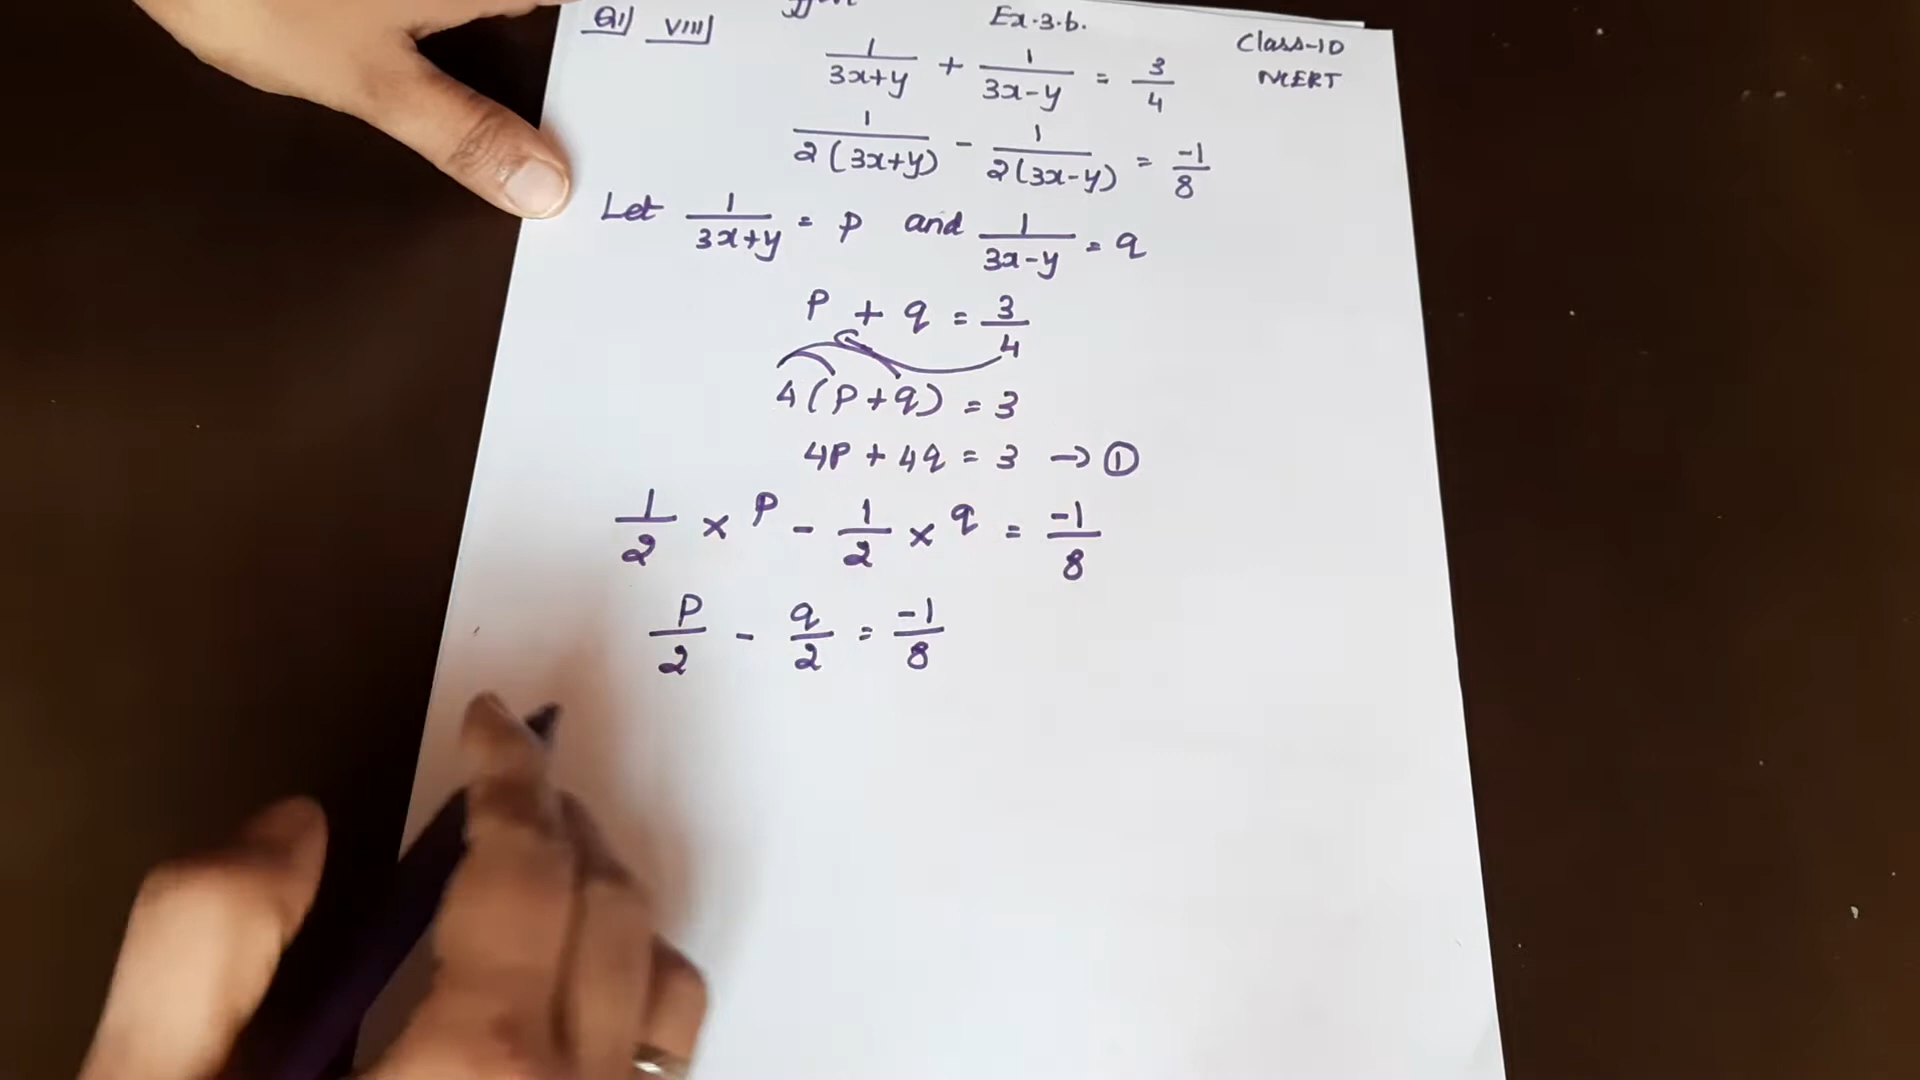 Q1) VIII) Ex.3.6. Class-10
NCERT
1/(3x+y) + 1/(3x-y) = 3/4
1/(2(3x+y)) - 1/(2(3x-y)) = -1/8
Let 1/(3x+y) = p and 1/(3x-y) = q
p + q = 3/4
4(p+q) = 3
4p + 4q = 3 → ①
1/2 × p - 1/2 × q = -1/8
p/2 - q/2 = -1/8